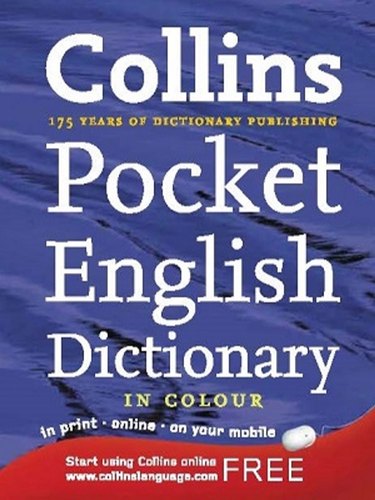 Collins
175 YEARS OF DICTIONARY PUBLISHING
Pocket
English
Dictionary
IN COLOUR
in print · online · on your mobile
Start using Collins online
www.collinslanguage.com
FREE